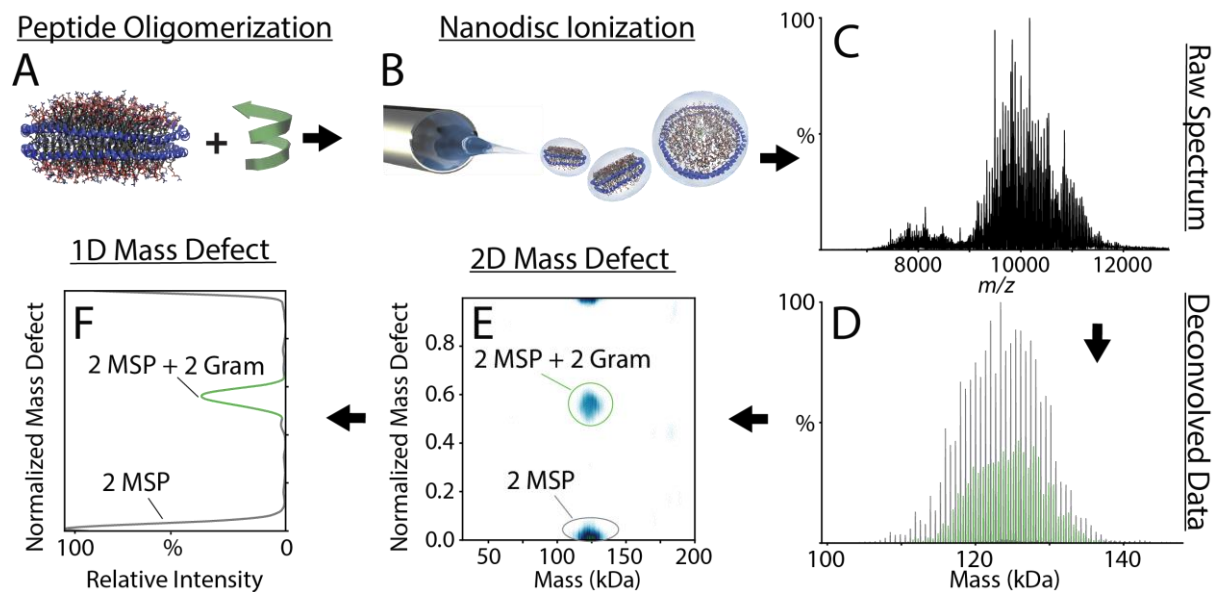 Peptide Oligomerization
A
+
Nanodisc Ionization
B
C
100
%
8000 10000 12000
m/z
Raw Spectrum
1D Mass Defect
F
Normalized Mass Defect
2 MSP + 2 Gram
2 MSP
100 % 0
Relative Intensity
2D Mass Defect
E
Normalized Mass Defect
0.8
0.6
0.4
0.2
0.0
2 MSP + 2 Gram
2 MSP
50 100 150 200
Mass (kDa)
D
100
%
100 120 140
Mass (kDa)
Deconvolved Data